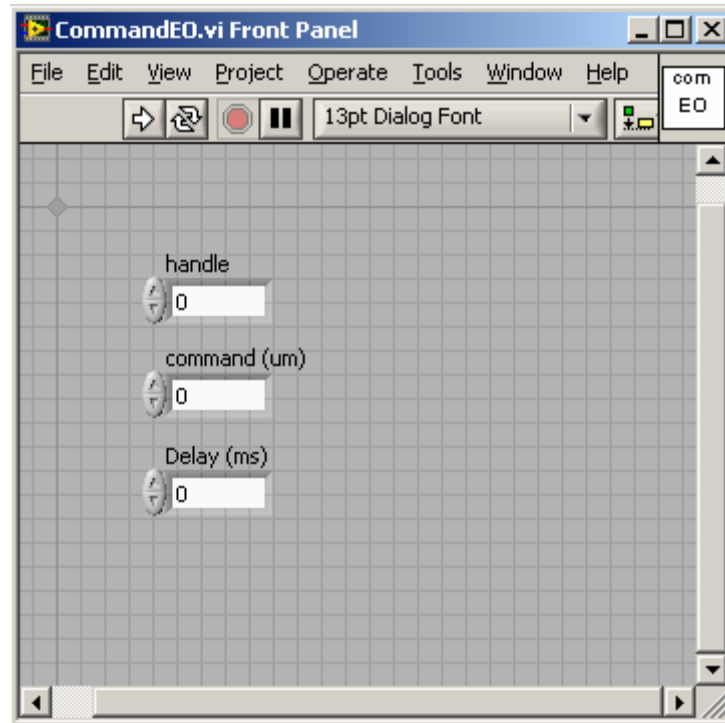 CommandEO.vi Front Panel
File Edit View Project Operate Tools Window Help
com
EO
13pt Dialog Font
handle
0
command (um)
0
Delay (ms)
0